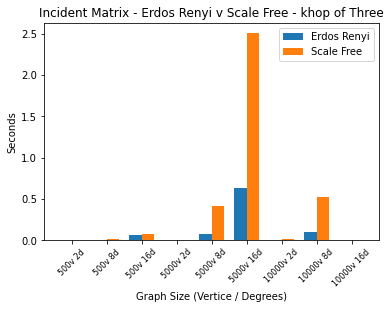 Incident Matrix - Erdos Renyi v Scale Free - khop of Three
Erdos Renyi
Scale Free
Seconds
2.5
2.0
1.5
1.0
0.5
0.0
500v 2d
500v 8d
500v 16d
5000v 2d
5000v 8d
5000v 16d
10000v 2d
10000v 8d
10000v 16d
Graph Size (Vertice / Degrees)